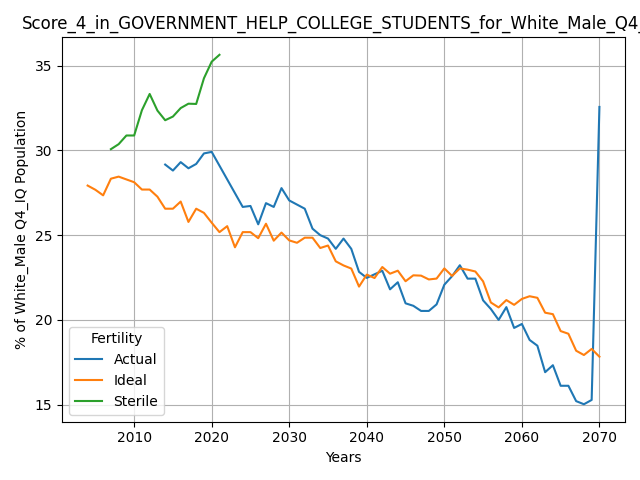 Score_4_in_GOVERNMENT_HELP_COLLEGE_STUDENTS_for_White_Male_Q4_
% of White_Male Q4_IQ Population
35
30
25
20
15
Fertility
Actual
Ideal
Sterile
2010 2020 2030 2040 2050 2060 2070
Years